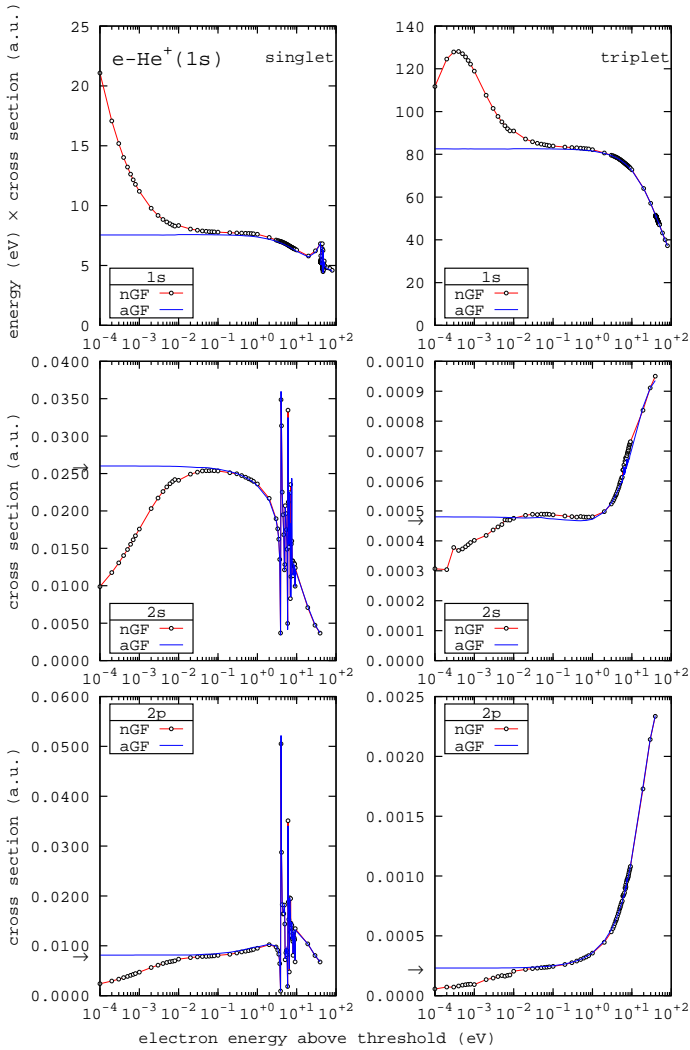 e-He+(1s) singlet
triplet
energy (eV) × cross section (a.u.)
25
20
15
10
5
0
140
120
100
80
60
40
20
0
1s
nGF
aGF
1s
nGF
aGF
10^-4 10^-3 10^-2 10^-1 10^0 10^1 10^2
10^-4 10^-3 10^-2 10^-1 10^0 10^1 10^2
cross section (a.u.)
0.0400
0.0350
0.0300
0.0250
0.0200
0.0150
0.0100
0.0050
0.0000
0.0010
0.0009
0.0008
0.0007
0.0006
0.0005
0.0004
0.0003
0.0002
0.0001
0.0000
2s
nGF
aGF
2s
nGF
aGF
10^-4 10^-3 10^-2 10^-1 10^0 10^1 10^2
10^-4 10^-3 10^-2 10^-1 10^0 10^1 10^2
cross section (a.u.)
0.0600
0.0500
0.0400
0.0300
0.0200
0.0100
0.0000
0.0025
0.0020
0.0015
0.0010
0.0005
0.0000
2p
nGF
aGF
2p
nGF
aGF
10^-4 10^-3 10^-2 10^-1 10^0 10^1 10^2
10^-4 10^-3 10^-2 10^-1 10^0 10^1 10^2
electron energy above threshold (eV)